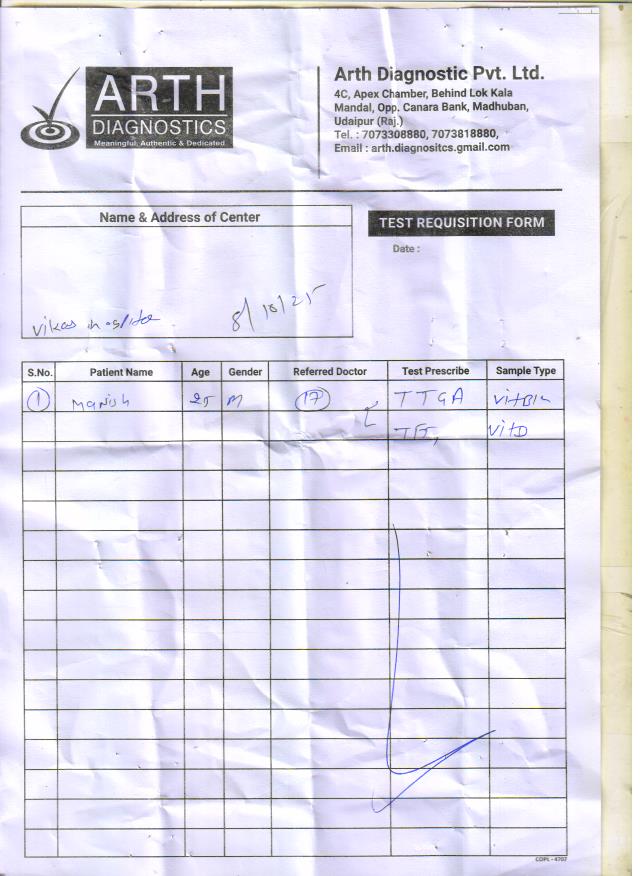 ARTH
DIAGNOSTICS
Meaningful, Authentic & Dedicated.
Arth Diagnostic Pvt. Ltd.
4C, Apex Chamber, Behind Lok Kala
Mandal, Opp. Canara Bank, Madhuban,
Udaipur (Raj.)
Tel. : 7073308880, 7073818880,
Email : arth.diagnositcs.gmail.com
Name & Address of Center
TEST REQUISITION FORM
Date :
vikas 8/10/25
S.No. Patient Name Age Gender Referred Doctor Test Prescribe Sample Type
1 Manish 25 M 17 TTGA VitB12
VitD
CDPL - 4707